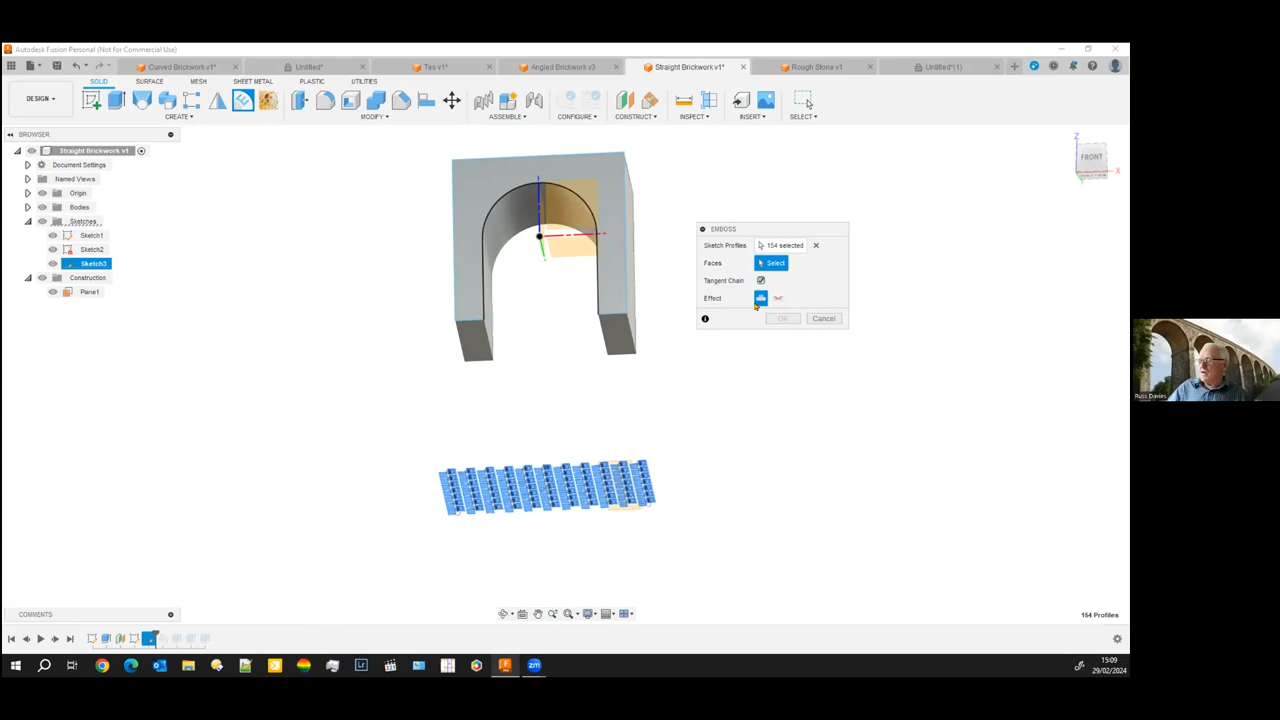 Autodesk Fusion Personal (Not for Commercial Use)
Curved Brickwork v1*
Untitled*
Tes v1*
Angled Brickwork v3
Straight Brickwork v1*
Rough Stone v1
Untitled*(1)
DESIGN
SOLID
SURFACE
MESH
SHEET METAL
PLASTIC
UTILITIES
CREATE
MODIFY
ASSEMBLE
CONFIGURE
CONSTRUCT
INSPECT
INSERT
SELECT
BROWSER
Straight Brickwork v1
Document Settings
Named Views
Origin
Bodies
Sketches
Sketch1
Sketch2
Sketch3
Construction
Plane1
Z
FRONT
X
Y
EMBOSS
Sketch Profiles
154 selected
Faces
Select
Tangent Chain
Effect
OK
Cancel
Russ Davies
COMMENTS
154 Profiles
15:09
29/02/2024